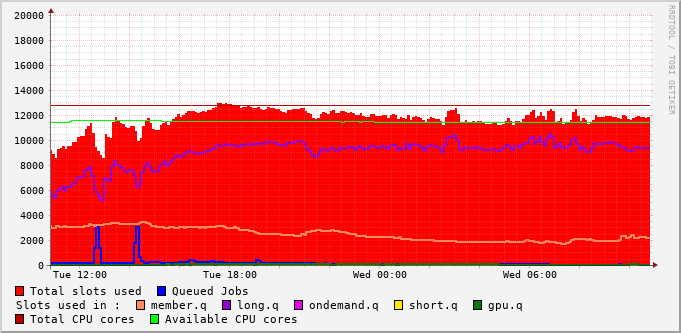 20000
18000
16000
14000
12000
10000
8000
6000
4000
2000
0
Tue 12:00 Tue 18:00 Wed 00:00 Wed 06:00
Total slots used Queued Jobs
Slots used in : member.q long.q ondemand.q short.q gpu.q
Total CPU cores Available CPU cores
RRDTOOL / TOBI OETIKER